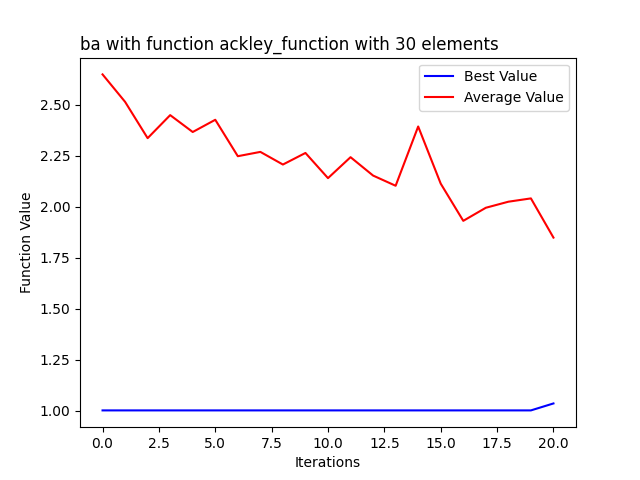 ba with function ackley_function with 30 elements
Best Value
Average Value
2.50
2.25
2.00
1.75
1.50
1.25
1.00
Function Value
0.0 2.5 5.0 7.5 10.0 12.5 15.0 17.5 20.0
Iterations